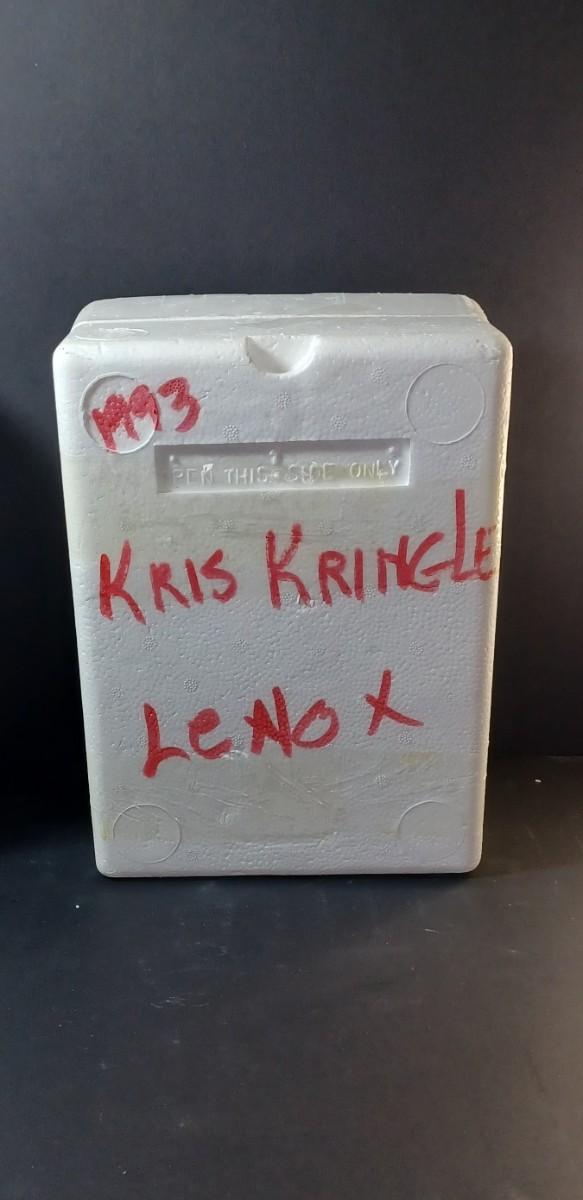 1993
OPEN THIS SIDE ONLY
KRIS KRINGLE
LENOX